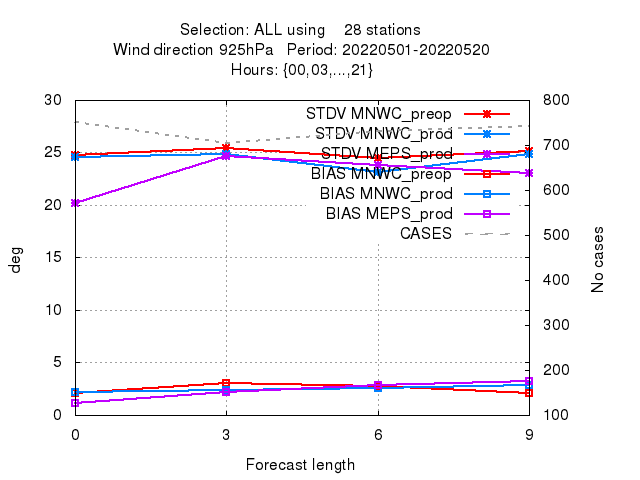 Selection: ALL using 28 stations
Wind direction 925hPa Period: 20220501-20220520
Hours: {00,03,...,21}
30 800
STDV MNWC_preop
STDV MNWC_prod
25 700
STDV MEPS_prod
BIAS MNWC_preop
600
BIAS MNWC_prod
20
BIAS MEPS_prod
CASES 500
15
deg
No cases
400
10
300
5
200
0 100
0 3 6 9
Forecast length